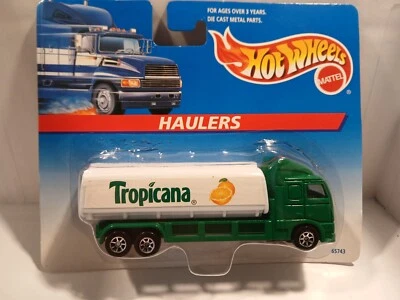 FOR AGES OVER 3 YEARS.
DIE CAST METAL PARTS.
Hot Wheels
MATTEL
HAULERS
Tropicana®
65743